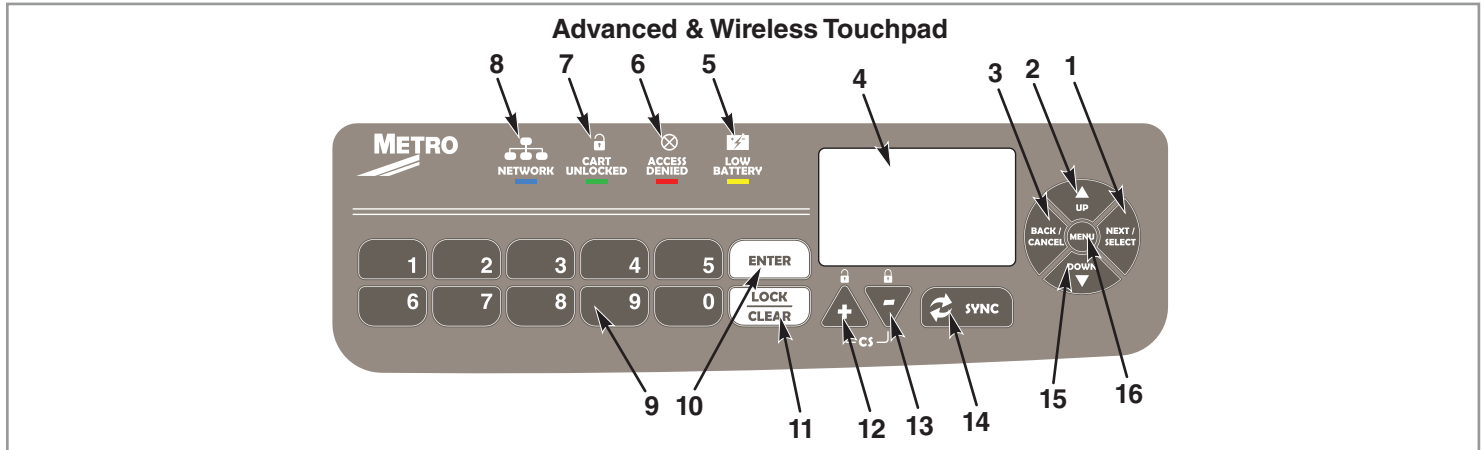 Advanced & Wireless Touchpad
8 7 6 5 4 3 2 1
METRO
NETWORK
CART
UNLOCKED
ACCESS
DENIED
LOW
BATTERY
UP
BACK /
CANCEL
MENU
NEXT /
SELECT
DOWN
1 2 3 4 5 ENTER
6 7 8 9 0 LOCK
CLEAR
+ -
CS
SYNC
9 10 11 12 13 14 15 16